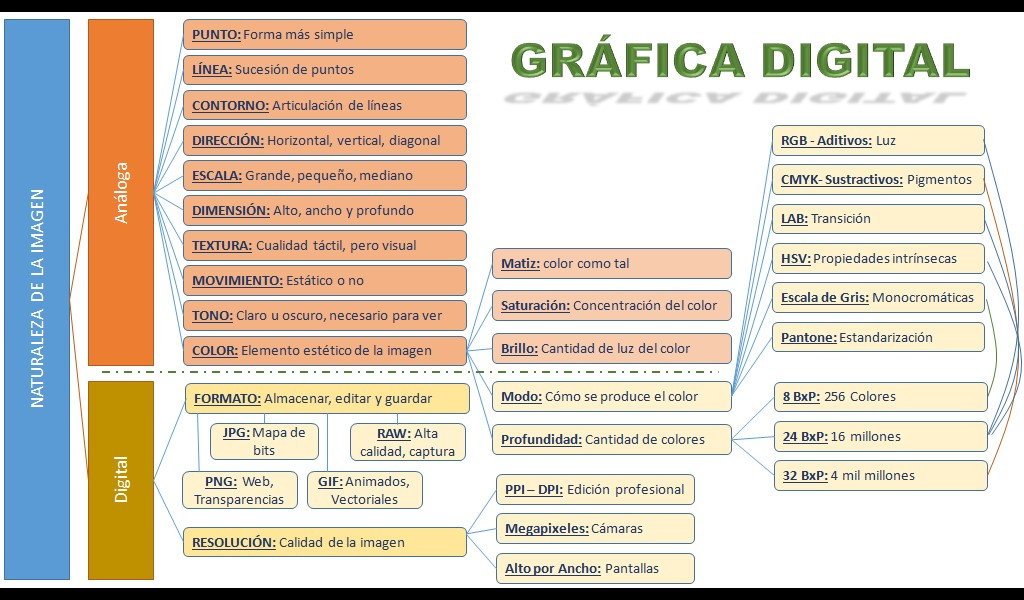 GRÁFICA DIGITAL
NATURALEZA DE LA IMAGEN
Análoga
PUNTO: Forma más simple
LÍNEA: Sucesión de puntos
CONTORNO: Articulación de líneas
DIRECCIÓN: Horizontal, vertical, diagonal
ESCALA: Grande, pequeño, mediano
DIMENSIÓN: Alto, ancho y profundo
TEXTURA: Cualidad táctil, pero visual
MOVIMIENTO: Estático o no
TONO: Claro u oscuro, necesario para ver
COLOR: Elemento estético de la imagen
Matiz: color como tal
Saturación: Concentración del color
Brillo: Cantidad de luz del color
Modo: Cómo se produce el color
Profundidad: Cantidad de colores
RGB - Aditivos: Luz
CMYK- Sustractivos: Pigmentos
LAB: Transición
HSV: Propiedades intrínsecas
Escala de Gris: Monocromáticas
Pantone: Estandarización
8 BxP: 256 Colores
24 BxP: 16 millones
32 BxP: 4 mil millones
Digital
FORMATO: Almacenar, editar y guardar
JPG: Mapa de
bits
RAW: Alta
calidad, captura
PNG: Web,
Transparencias
GIF: Animados,
Vectoriales
RESOLUCIÓN: Calidad de la imagen
PPI – DPI: Edición profesional
Megapixeles: Cámaras
Alto por Ancho: Pantallas